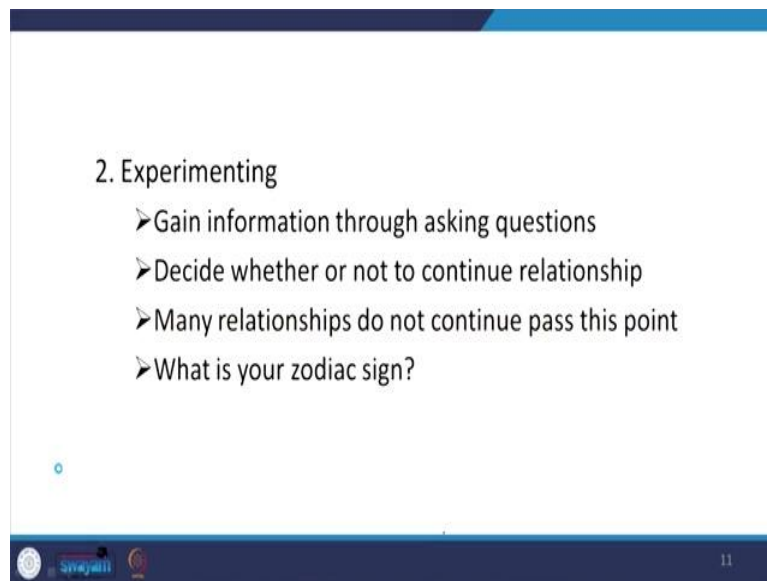 2. Experimenting
➢Gain information through asking questions
➢Decide whether or not to continue relationship
➢Many relationships do not continue pass this point
➢What is your zodiac sign?
swayam
11